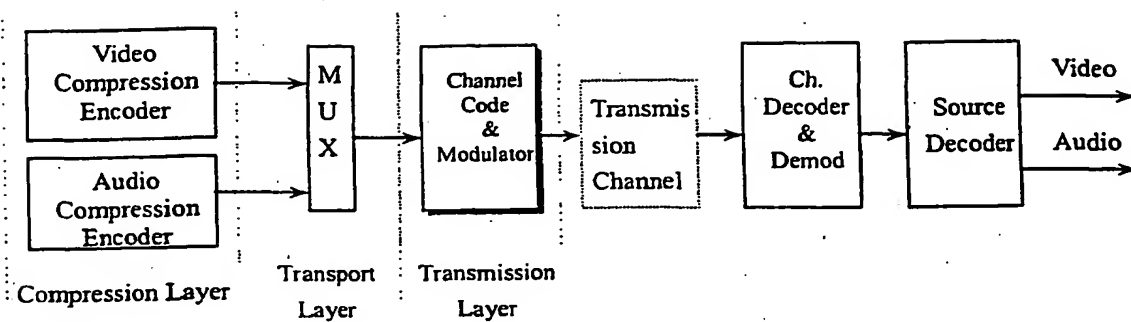 Video
Compression
Encoder
Audio
Compression
Encoder
Compression Layer
M
U
X
Transport
Layer
Channel
Code
&
Modulator
Transmission
Layer
Transmis
sion
Channel
Ch.
Decoder
&
Demod
Source
Decoder
Video
Audio